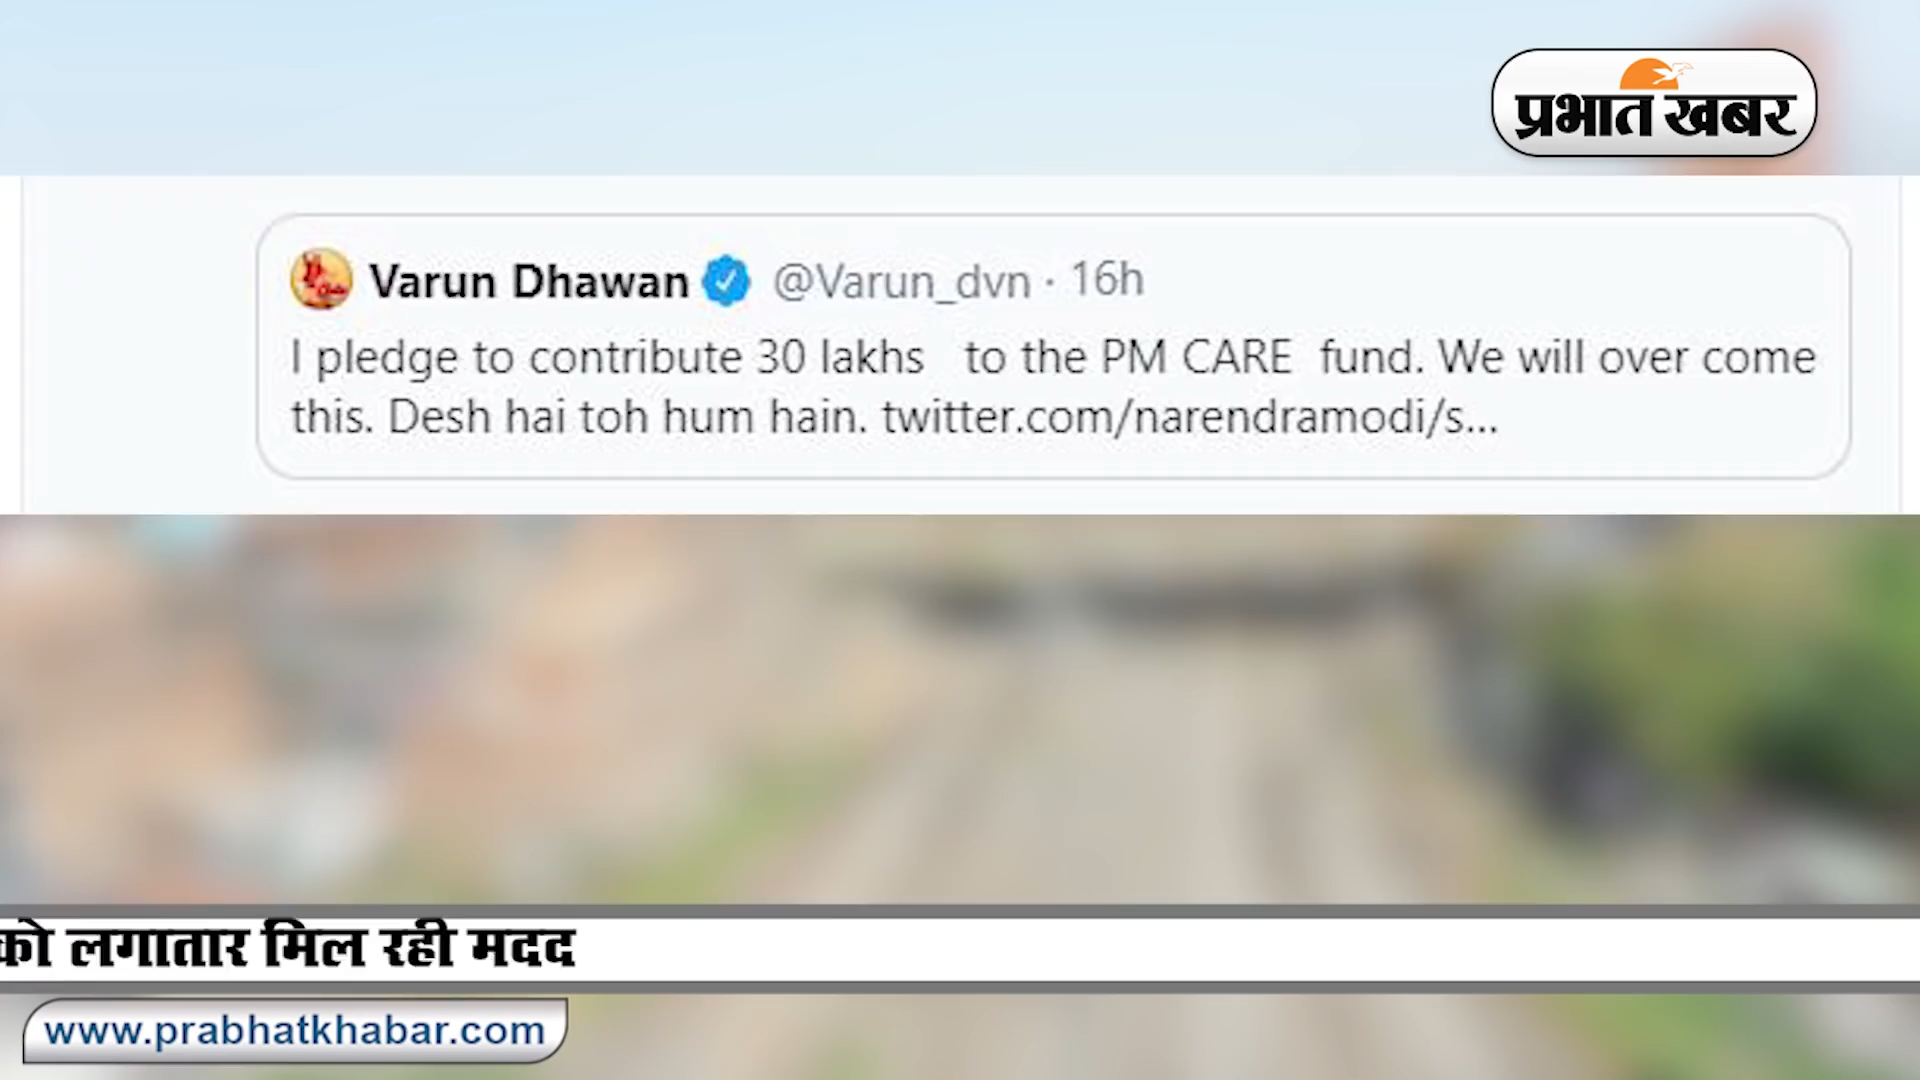 प्रभात खबर
Varun Dhawan @Varun_dvn · 16h
I pledge to contribute 30 lakhs to the PM CARE fund. We will over come
this. Desh hai toh hum hain. twitter.com/narendramodi/s...
को लगातार मिल रही मदद
www.prabhatkhabar.com